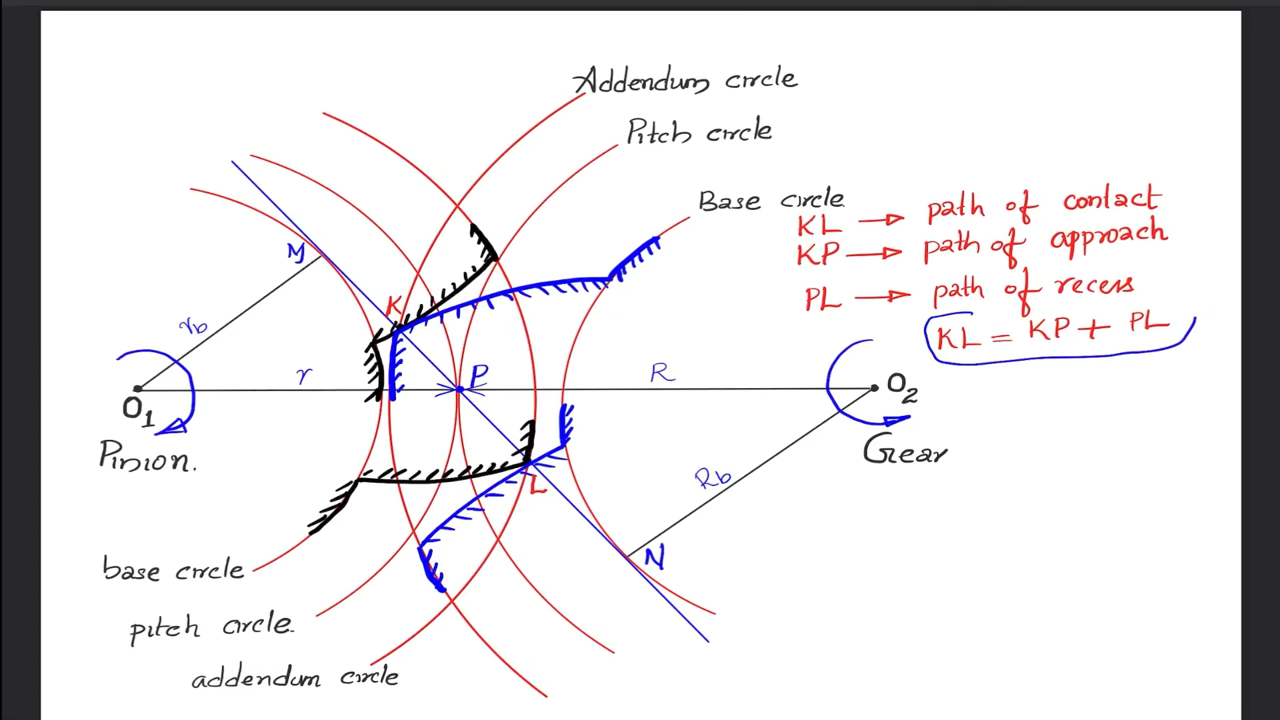 Addendum circle
Pitch circle
Base circle
KL → path of contact
KP → path of approach
PL → path of recess
KL = KP + PL
M
K
rb
r
P
R
O1
O2
Pinion.
Gear
L
Rb
N
base circle
pitch circle.
addendum circle